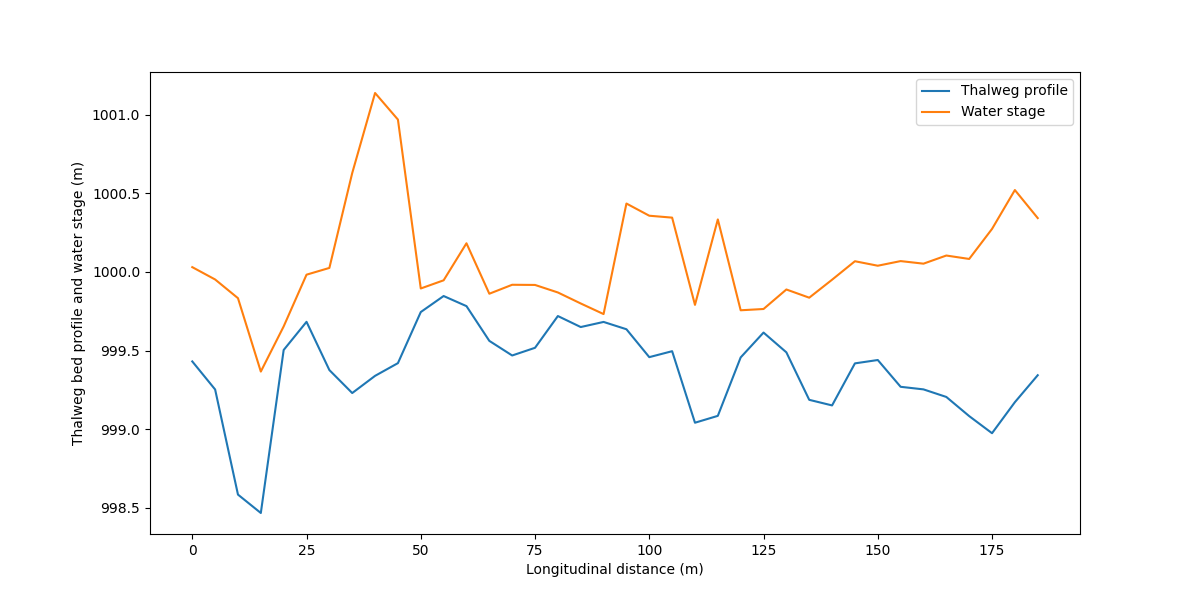 Thalweg profile
Water stage
Thalweg bed profile and water stage (m)
1001.0
1000.5
1000.0
999.5
999.0
998.5
0 25 50 75 100 125 150 175
Longitudinal distance (m)